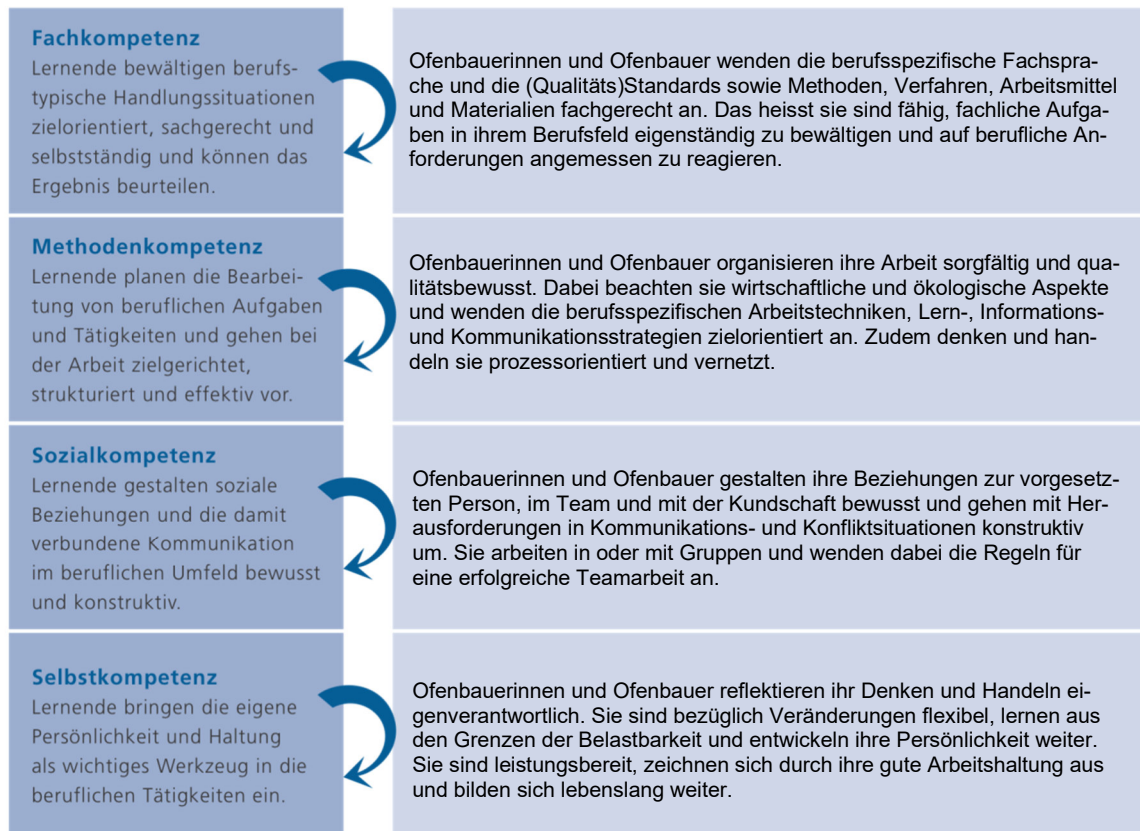 Fachkompetenz
Lernende bewältigen berufs-
typische Handlungssituationen
zielorientiert, sachgerecht und
selbstständig und können das
Ergebnis beurteilen.
Ofenbauerinnen und Ofenbauer wenden die berufsspezifische Fachspra-
che und die (Qualitäts)Standards sowie Methoden, Verfahren, Arbeitsmittel
und Materialien fachgerecht an. Das heisst sie sind fähig, fachliche Aufga-
ben in ihrem Berufsfeld eigenständig zu bewältigen und auf berufliche An-
forderungen angemessen zu reagieren.
Methodenkompetenz
Lernende planen die Bearbei-
tung von beruflichen Aufgaben
und Tätigkeiten und gehen bei
der Arbeit zielgerichtet,
strukturiert und effektiv vor.
Ofenbauerinnen und Ofenbauer organisieren ihre Arbeit sorgfältig und qua-
litätsbewusst. Dabei beachten sie wirtschaftliche und ökologische Aspekte
und wenden die berufsspezifischen Arbeitstechniken, Lern-, Informations-
und Kommunikationsstrategien zielorientiert an. Zudem denken und han-
deln sie prozessorientiert und vernetzt.
Sozialkompetenz
Lernende gestalten soziale
Beziehungen und die damit
verbundene Kommunikation
im beruflichen Umfeld bewusst
und konstruktiv.
Ofenbauerinnen und Ofenbauer gestalten ihre Beziehungen zur vorgesetz-
ten Person, im Team und mit der Kundschaft bewusst und gehen mit Her-
ausforderungen in Kommunikations- und Konfliktsituationen konstruktiv
um. Sie arbeiten in oder mit Gruppen und wenden dabei die Regeln für
eine erfolgreiche Teamarbeit an.
Selbstkompetenz
Lernende bringen die eigene
Persönlichkeit und Haltung
als wichtiges Werkzeug in die
beruflichen Tätigkeiten ein.
Ofenbauerinnen und Ofenbauer reflektieren ihr Denken und Handeln ei-
genverantwortlich. Sie sind bezüglich Veränderungen flexibel, lernen aus
den Grenzen der Belastbarkeit und entwickeln ihre Persönlichkeit weiter.
Sie sind leistungsbereit, zeichnen sich durch ihre gute Arbeitshaltung aus
und bilden sich lebenslang weiter.